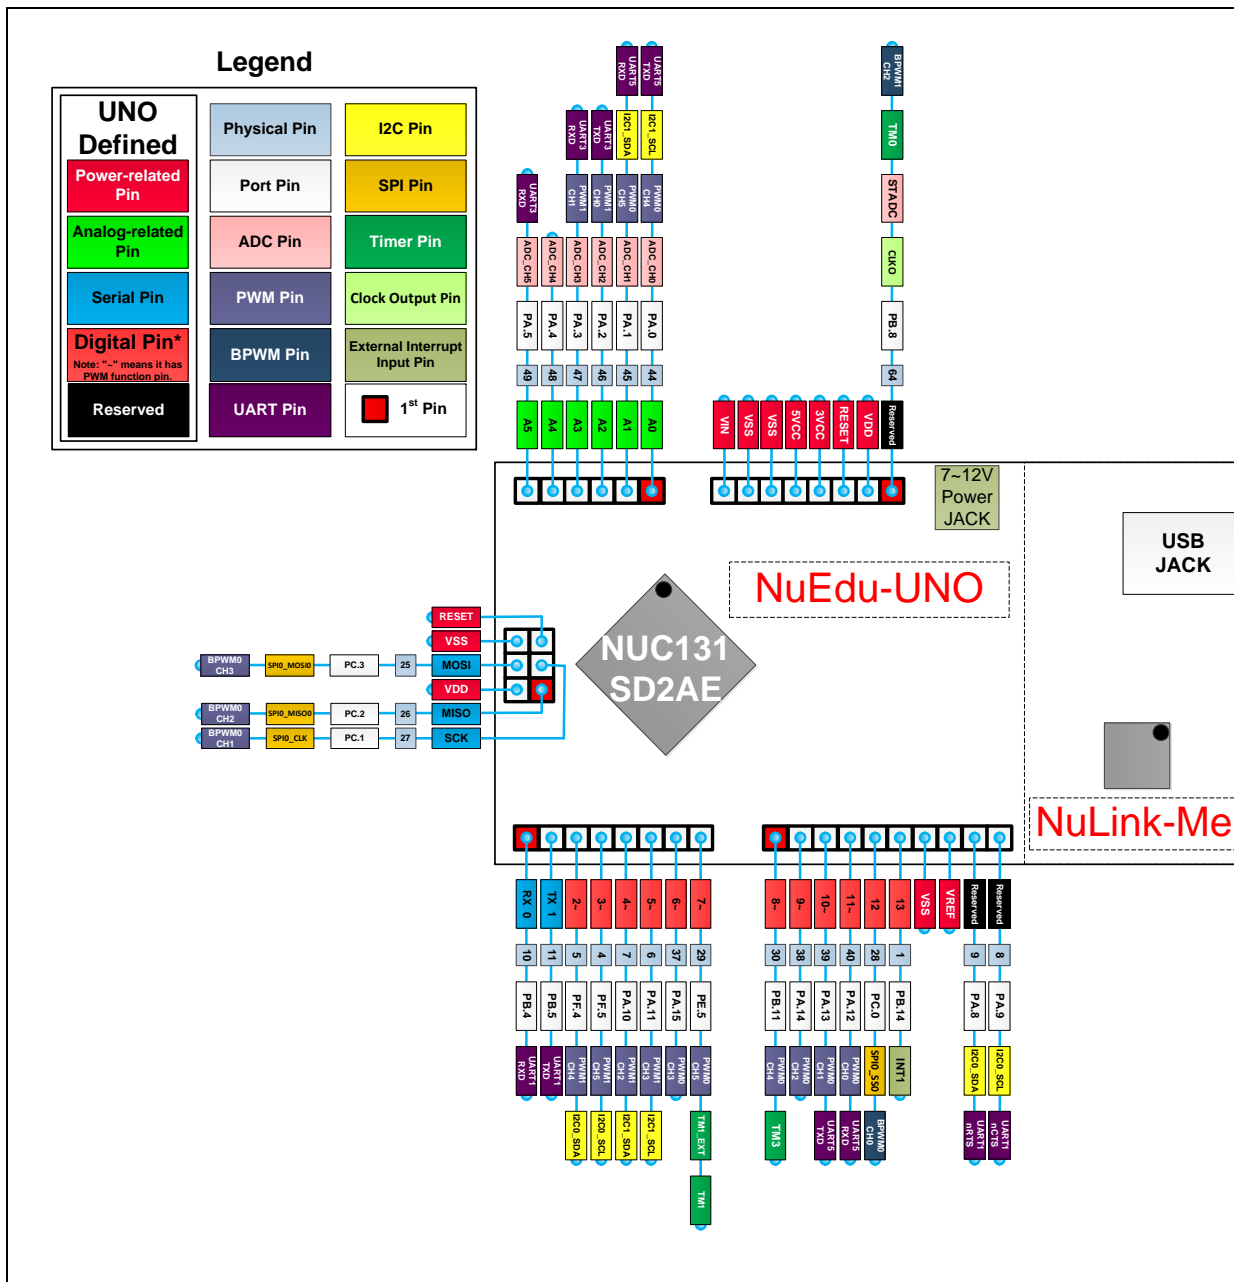 Legend
UNO
Defined
Power-related
Pin
Analog-related
Pin
Serial Pin
Digital Pin*
Note: "~" means it has
PWM function pin.
Reserved
Physical Pin
Port Pin
ADC Pin
PWM Pin
BPWM Pin
UART Pin
I2C Pin
SPI Pin
Timer Pin
Clock Output Pin
External Interrupt
Input Pin
1st Pin
UART3
RXD
ADC_CH5
PA.5
49
A5
ADC_CH4
PA.4
48
A4
UART3
RXD
PWM1
CH1
ADC_CH3
PA.3
47
A3
UART3
TXD
PWM1
CH0
ADC_CH2
PA.2
46
A2
UART5
RXD
I2C1_SDA
PWM0
CH5
ADC_CH1
PA.1
45
A1
UART5
TXD
I2C1_SCL
PWM0
CH4
ADC_CH0
PA.0
44
A0
VIN
VSS
VSS
5VCC
3VCC
RESET
VDD
BPWM1
CH2
TM0
STADC
CLKO
PB.8
64
Reserved
7~12V
Power
JACK
USB
JACK
NuEdu-UNO
NUC131
SD2AE
NuLink-Me
RESET
VSS
BPWM0
CH3
SPI0_MOSI0
PC.3
25
MOSI
VDD
BPWM0
CH2
SPI0_MISO0
PC.2
26
MISO
BPWM0
CH1
SPI0_CLK
PC.1
27
SCK
RX 0
10
PB.4
UART1
RXD
TX 1
11
PB.5
UART1
TXD
2~
5
PF.4
PWM1
CH4
I2C0_SDA
3~
4
PF.5
PWM1
CH5
I2C0_SCL
4~
7
PA.10
PWM1
CH2
I2C1_SDA
5~
6
PA.11
PWM1
CH3
I2C1_SCL
6~
37
PA.15
PWM0
CH3
7~
29
PE.5
PWM0
CH5
TM1_EXT
TM1
8~
30
PB.11
PWM0
CH4
TM3
9~
38
PA.14
PWM0
CH2
10~
39
PA.13
PWM0
CH1
UART5
TXD
11~
40
PA.12
PWM0
CH0
UART5
RXD
12
28
PC.0
SPI0_SS0
BPWM0
CH0
13
1
PB.14
INT1
VSS
VREF
Reserved
9
PA.8
I2C0_SDA
UART1
nRTS
Reserved
8
PA.9
I2C0_SCL
UART1
nCTS